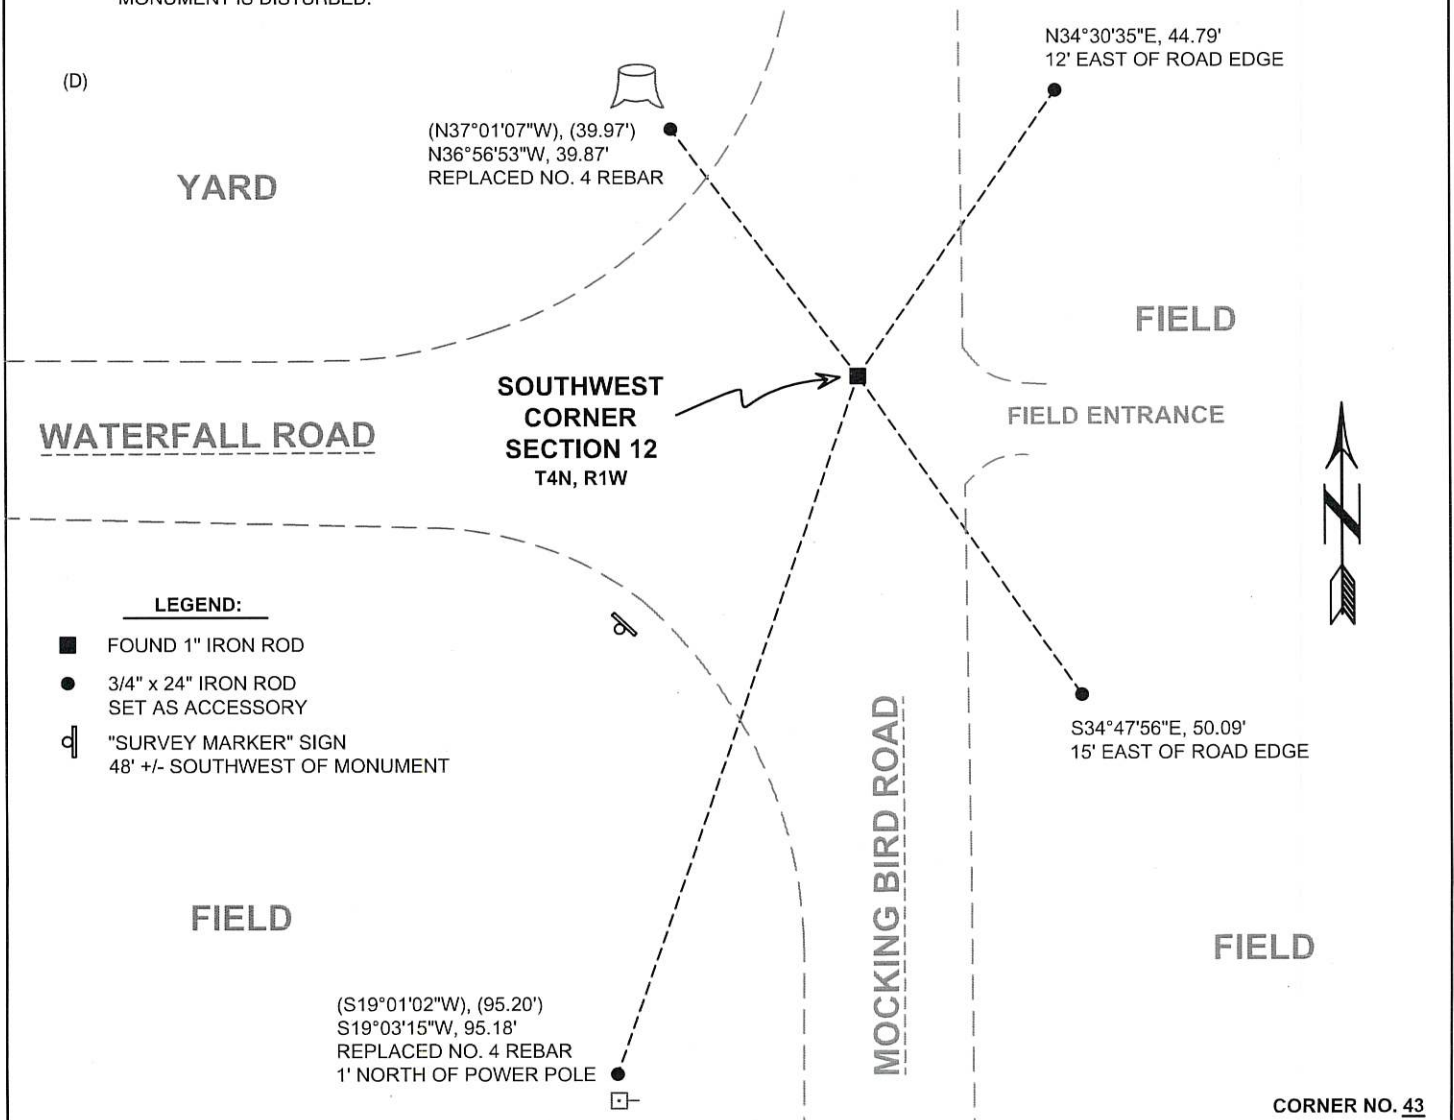 MONUMENT IS DISTURBED.
(D)
N34°30'35"E, 44.79'
12' EAST OF ROAD EDGE
(N37°01'07"W), (39.97')
N36°56'53"W, 39.87'
REPLACED NO. 4 REBAR
YARD
FIELD
SOUTHWEST
CORNER
SECTION 12
T4N, R1W
FIELD ENTRANCE
WATERFALL ROAD
N
LEGEND:
FOUND 1" IRON ROD
3/4" x 24" IRON ROD
SET AS ACCESSORY
"SURVEY MARKER" SIGN
48' +/- SOUTHWEST OF MONUMENT
S34°47'56"E, 50.09'
15' EAST OF ROAD EDGE
MOCKING BIRD ROAD
FIELD
FIELD
(S19°01'02"W), (95.20')
S19°03'15"W, 95.18'
REPLACED NO. 4 REBAR
1' NORTH OF POWER POLE
CORNER NO. 43